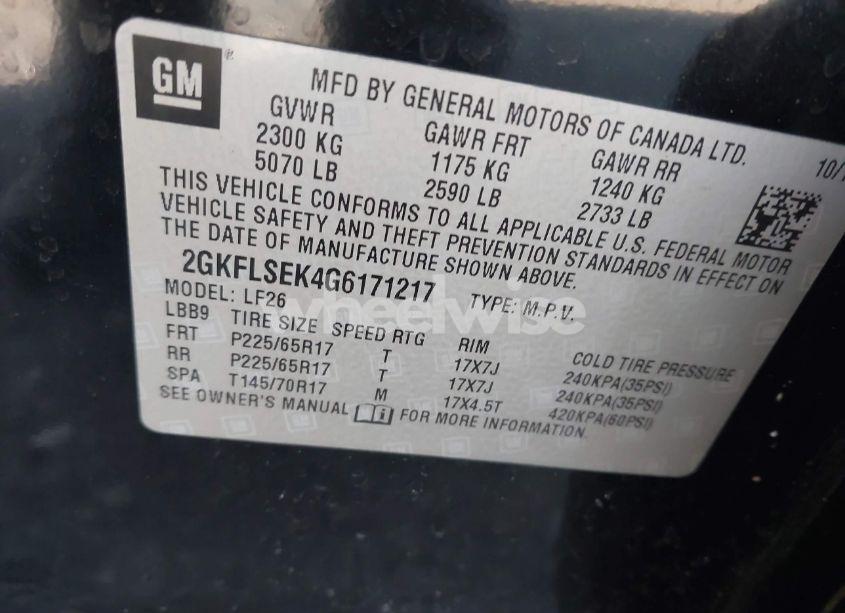 GM ®
MFD BY GENERAL MOTORS OF CANADA LTD.
GVWR GAWR FRT GAWR RR
2300 KG 1175 KG 1240 KG
5070 LB 2590 LB 2733 LB
THIS VEHICLE CONFORMS TO ALL APPLICABLE U.S. FEDERAL MOTOR
VEHICLE SAFETY AND THEFT PREVENTION STANDARDS IN EFFECT ON
THE DATE OF MANUFACTURE SHOWN ABOVE.
2GKFLSEK4G6171217 TYPE: M.P.V.
MODEL: LF26
wheelwise
LBB9 TIRE SIZE SPEED RTG RIM COLD TIRE PRESSURE
FRT P225/65R17 T 17X7J 240KPA(35PSI)
RR P225/65R17 T 17X7J 240KPA(35PSI)
SPA T145/70R17 M 17X4.5T 420KPA(60PSI)
SEE OWNER'S MANUAL FOR MORE INFORMATION.